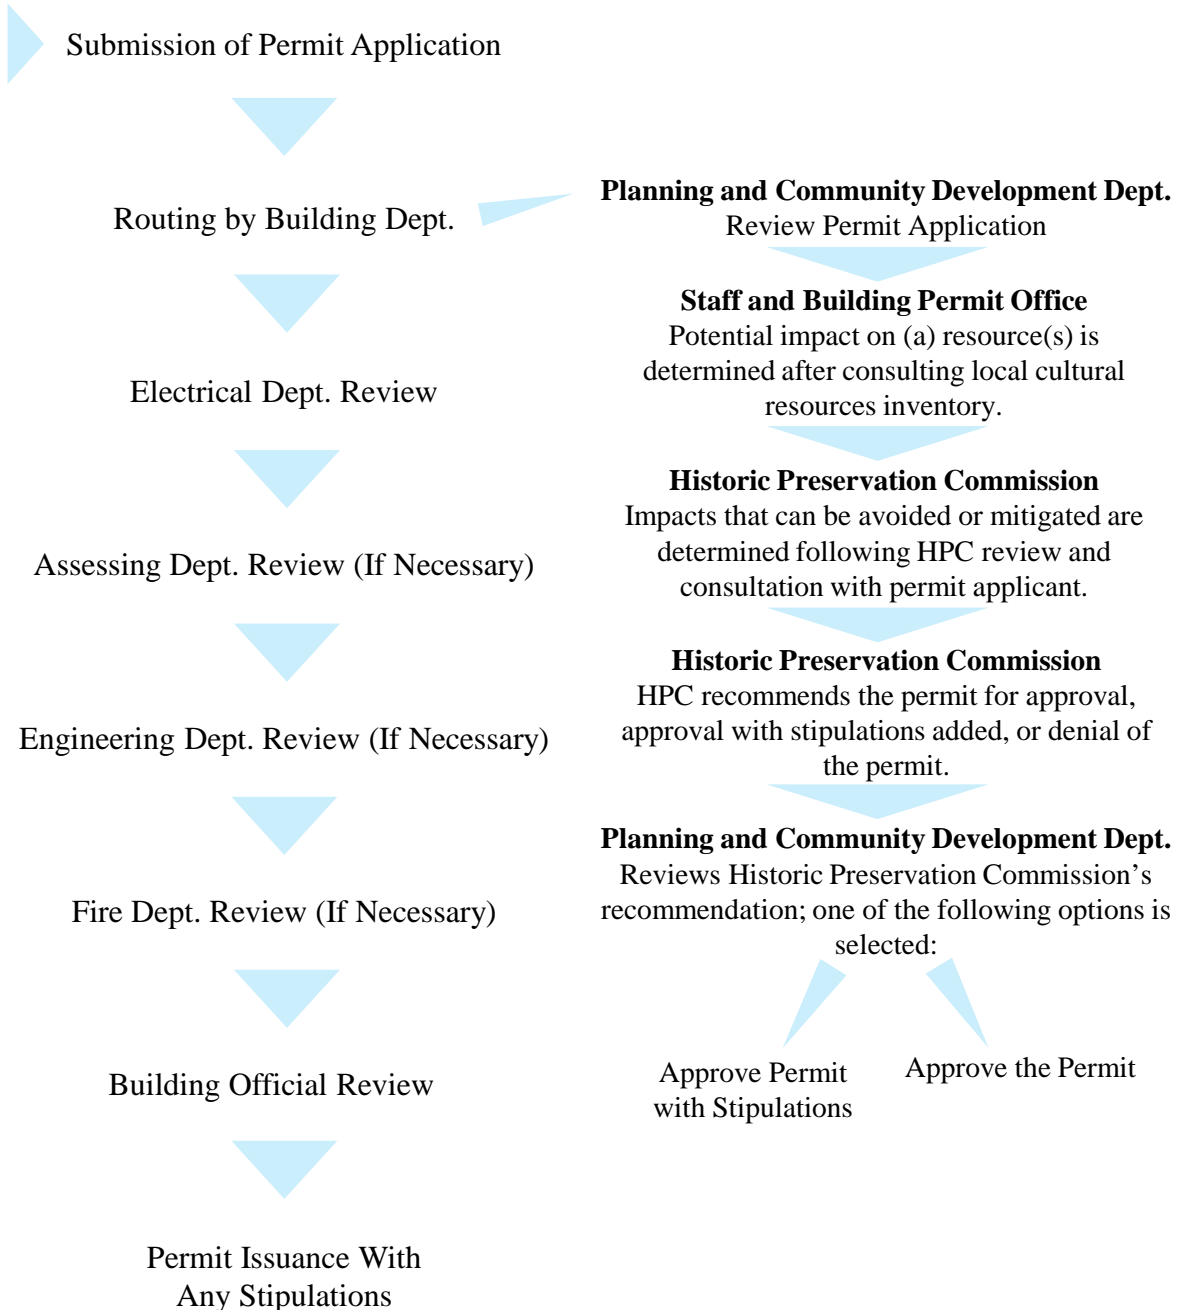 Submission of Permit Application
Routing by Building Dept.
Electrical Dept. Review
Assessing Dept. Review (If Necessary)
Engineering Dept. Review (If Necessary)
Fire Dept. Review (If Necessary)
Building Official Review
Permit Issuance With
Any Stipulations
Planning and Community Development Dept.
Review Permit Application
Staff and Building Permit Office
Potential impact on (a) resource(s) is
determined after consulting local cultural
resources inventory.
Historic Preservation Commission
Impacts that can be avoided or mitigated are
determined following HPC review and
consultation with permit applicant.
Historic Preservation Commission
HPC recommends the permit for approval,
approval with stipulations added, or denial of
the permit.
Planning and Community Development Dept.
Reviews Historic Preservation Commission’s
recommendation; one of the following options is
selected:
Approve Permit
with Stipulations
Approve the Permit